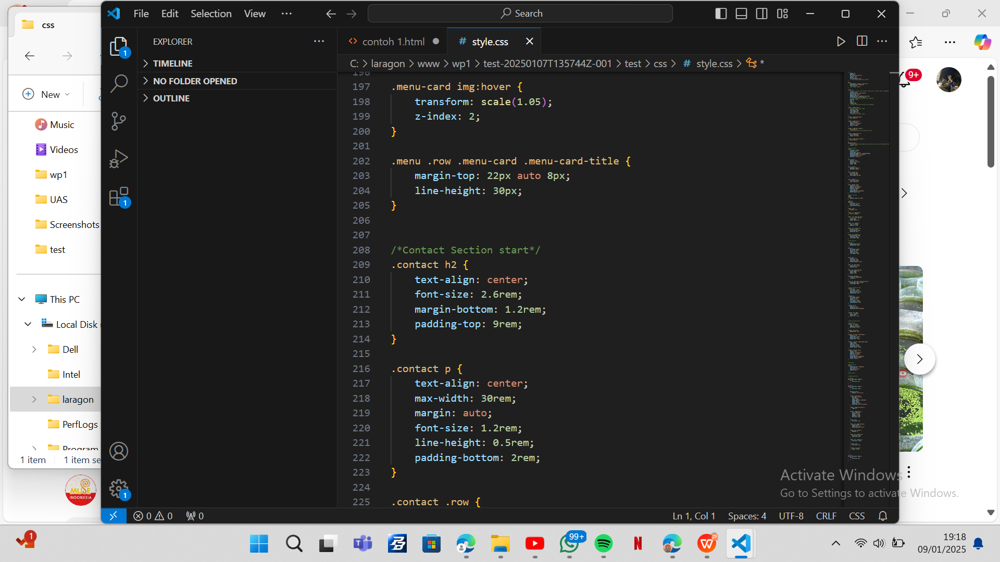 css
File Edit Selection View ··· Search
EXPLORER ···
contoh 1.html
# style.css
C: > laragon > www > wp1 > test-20250107T135744Z-001 > test > css > # style.css > *
TIMELINE
NO FOLDER OPENED
OUTLINE
1
1
1
New
Music
Videos
wp1
UAS
Screenshots
test
This PC
Local Disk
Dell
Intel
laragon
PerfLogs
Program
1 item 1 item se
MUSE
INDONESIA
196
197 .menu-card img:hover {
198 transform: scale(1.05);
199 z-index: 2;
200 }
201
202 .menu .row .menu-card .menu-card-title {
203 margin-top: 22px auto 8px;
204 line-height: 30px;
205 }
206
207
208 /*Contact Section start*/
209 .contact h2 {
210 text-align: center;
211 font-size: 2.6rem;
212 margin-bottom: 1.2rem;
213 padding-top: 9rem;
214 }
215
216 .contact p {
217 text-align: center;
218 max-width: 30rem;
219 margin: auto;
220 font-size: 1.2rem;
221 line-height: 0.5rem;
222 padding-bottom: 2rem;
223 }
224
225 .contact .row {
9+
Activate Windows
Go to Settings to activate Windows.
0 0 0
Ln 1, Col 1 Spaces: 4 UTF-8 CRLF CSS
1
99+
19:18
09/01/2025